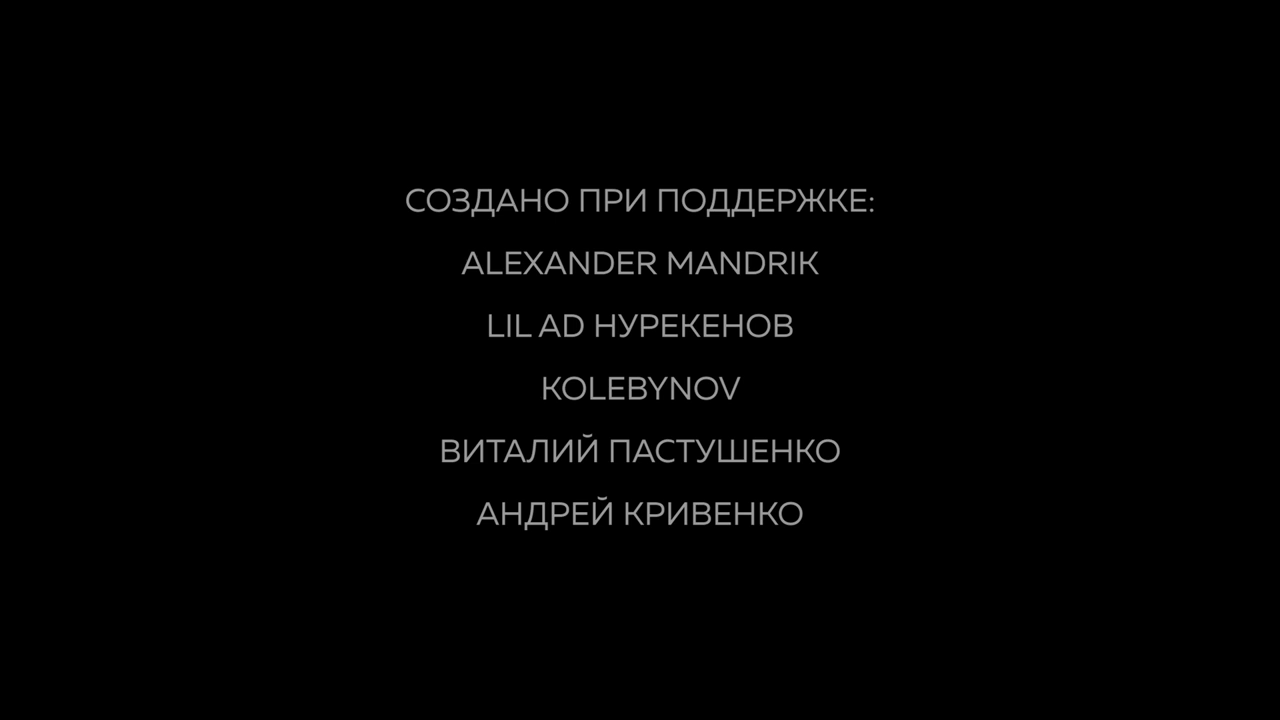 СОЗДАНО ПРИ ПОДДЕРЖКЕ:
ALEXANDER MANDRIK
LIL AD НУРЕКЕНОВ
KOLEBYNOV
ВИТАЛИЙ ПАСТУШЕНКО
АНДРЕЙ КРИВЕНКО